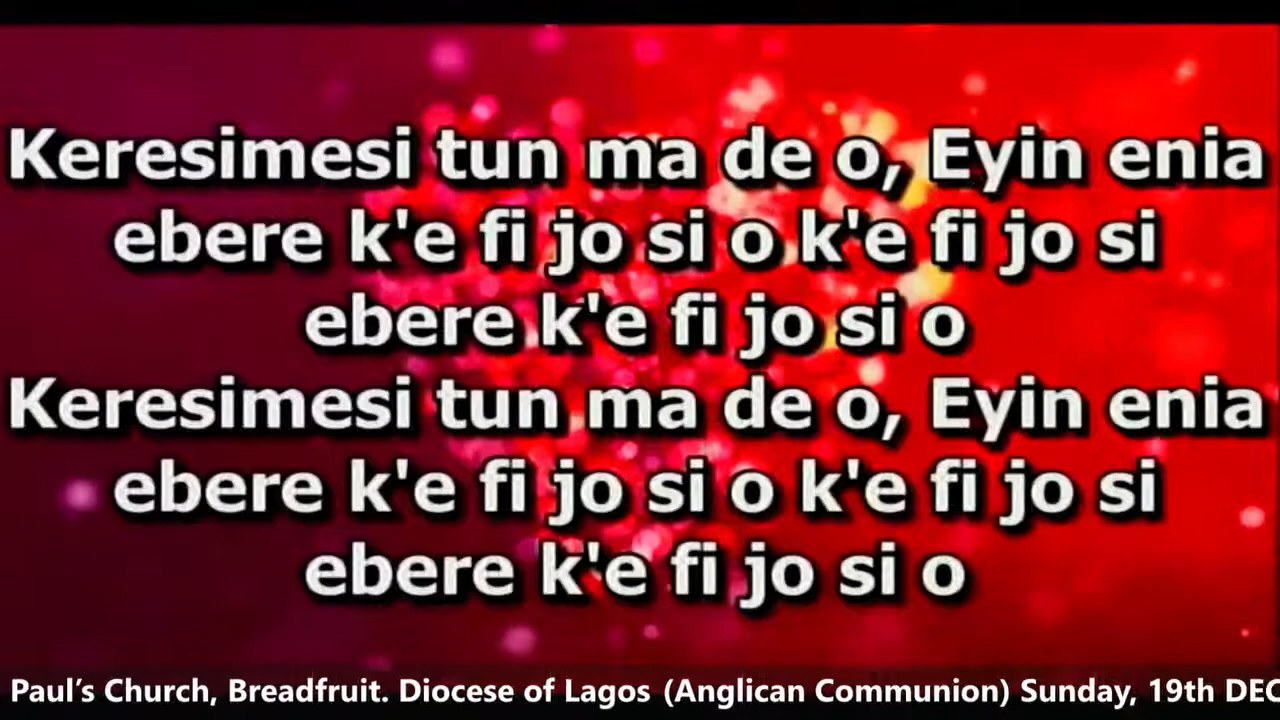 Keresimesi tun ma de o, Eyin enia
ebere k'e fi jo si o k'e fi jo si
ebere k'e fi jo si o
Keresimesi tun ma de o, Eyin enia
ebere k'e fi jo si o k'e fi jo si
ebere k'e fi jo si o
Paul’s Church, Breadfruit. Diocese of Lagos (Anglican Communion) Sunday, 19th DEC